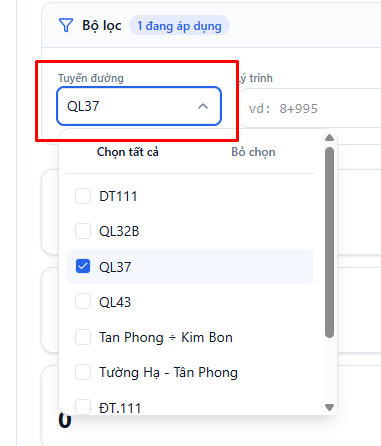 Bộ lọc 1 đang áp dụng
Tuyến đường Lý trình
QL37 vd: 8+995
Chọn tất cả Bỏ chọn
DT111
QL32B
QL37
QL43
Tan Phong ÷ Kim Bon
Tường Hạ - Tân Phong
ĐT.111
0